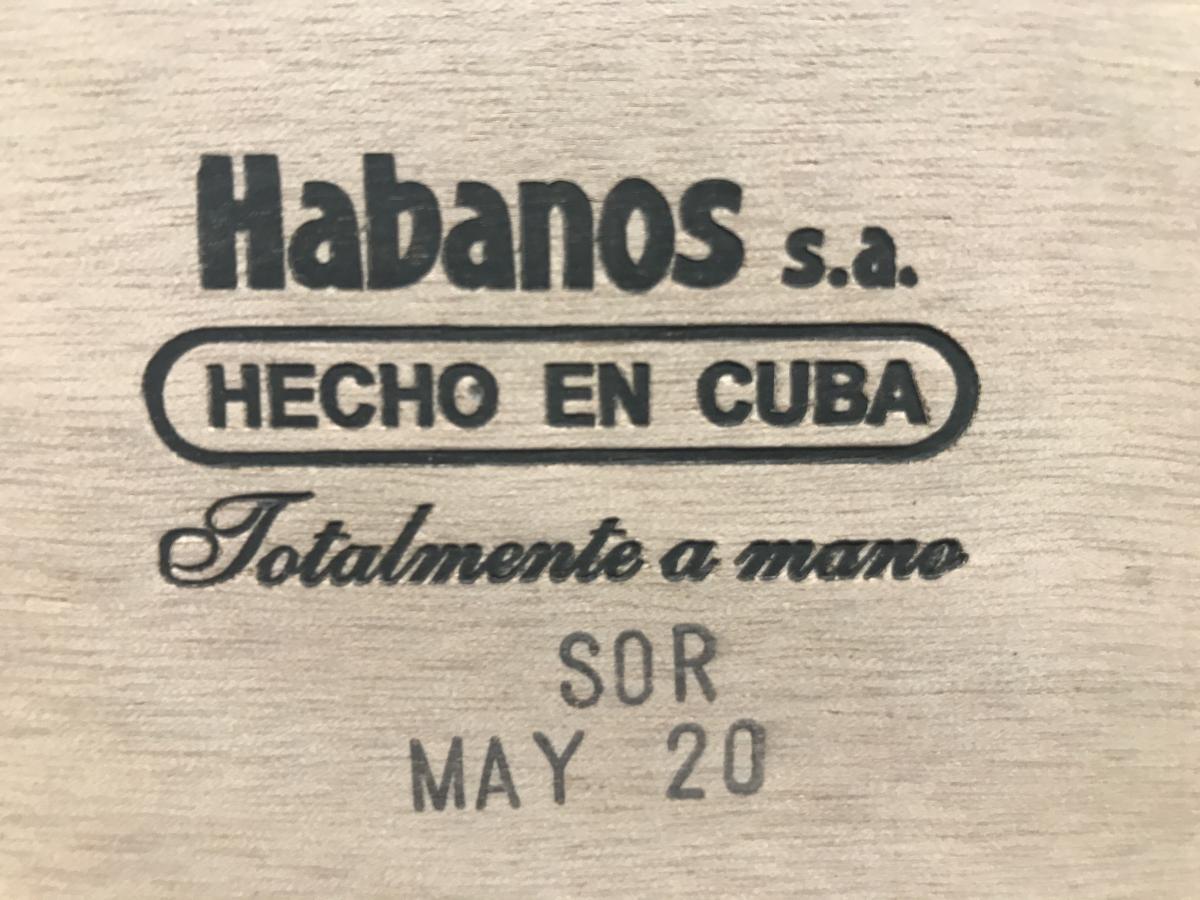 Habanos s.a.
HECHO EN CUBA
Totalmente a mano
SOR
MAY 20